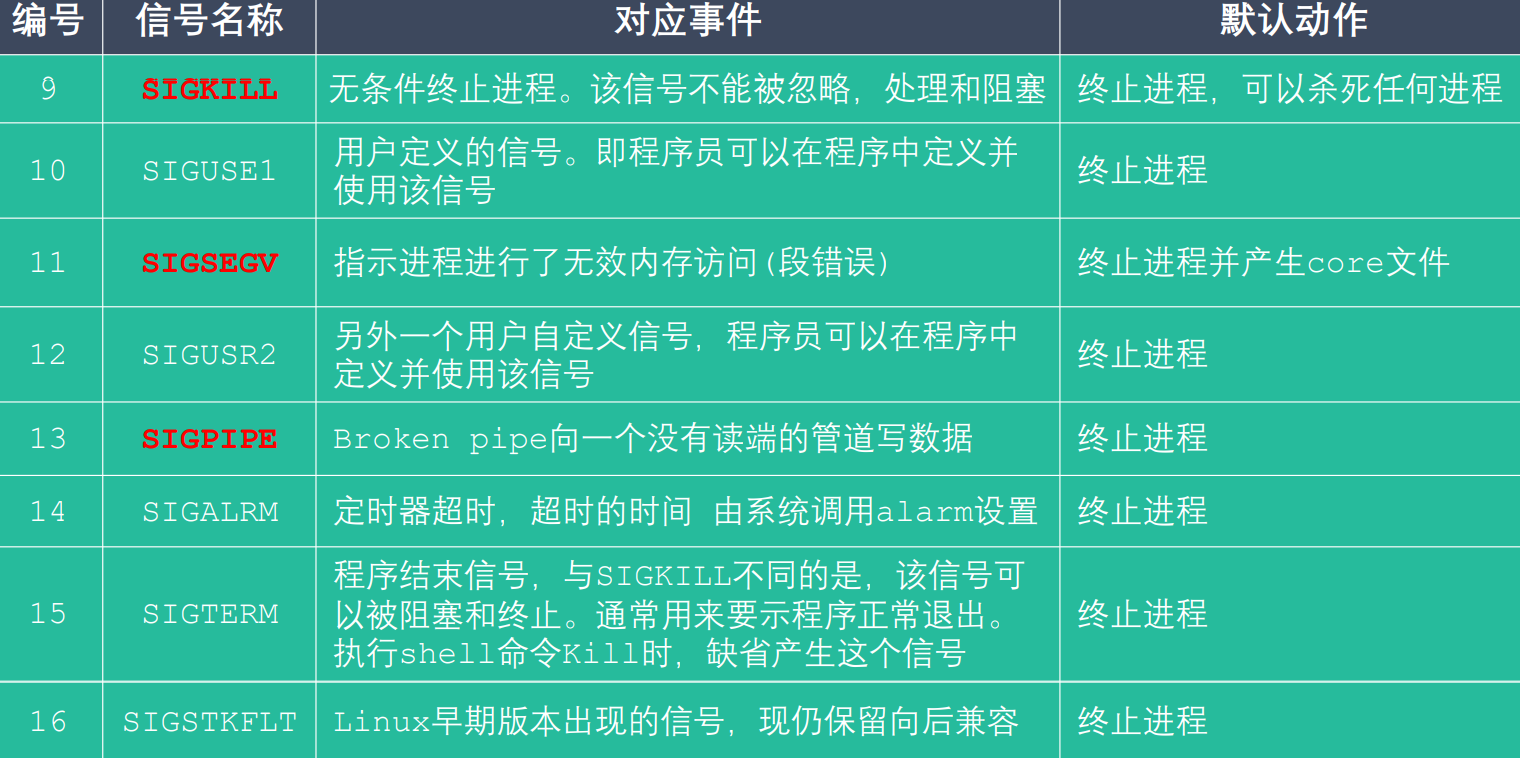 编号 信号名称 对应事件 默认动作
9 SIGKILL 无条件终止进程。该信号不能被忽略，处理和阻塞 终止进程，可以杀死任何进程
10 SIGUSE1 用户定义的信号。即程序员可以在程序中定义并
使用该信号 终止进程
11 SIGSEGV 指示进程进行了无效内存访问(段错误) 终止进程并产生core文件
12 SIGUSR2 另外一个用户自定义信号，程序员可以在程序中
定义并使用该信号 终止进程
13 SIGPIPE Broken pipe向一个没有读端的管道写数据 终止进程
14 SIGALRM 定时器超时，超时的时间 由系统调用alarm设置 终止进程
15 SIGTERM 程序结束信号，与SIGKILL不同的是，该信号可
以被阻塞和终止。通常用来要示程序正常退出。
执行shell命令Kill时，缺省产生这个信号 终止进程
16 SIGSTKFLT Linux早期版本出现的信号，现仍保留向后兼容 终止进程